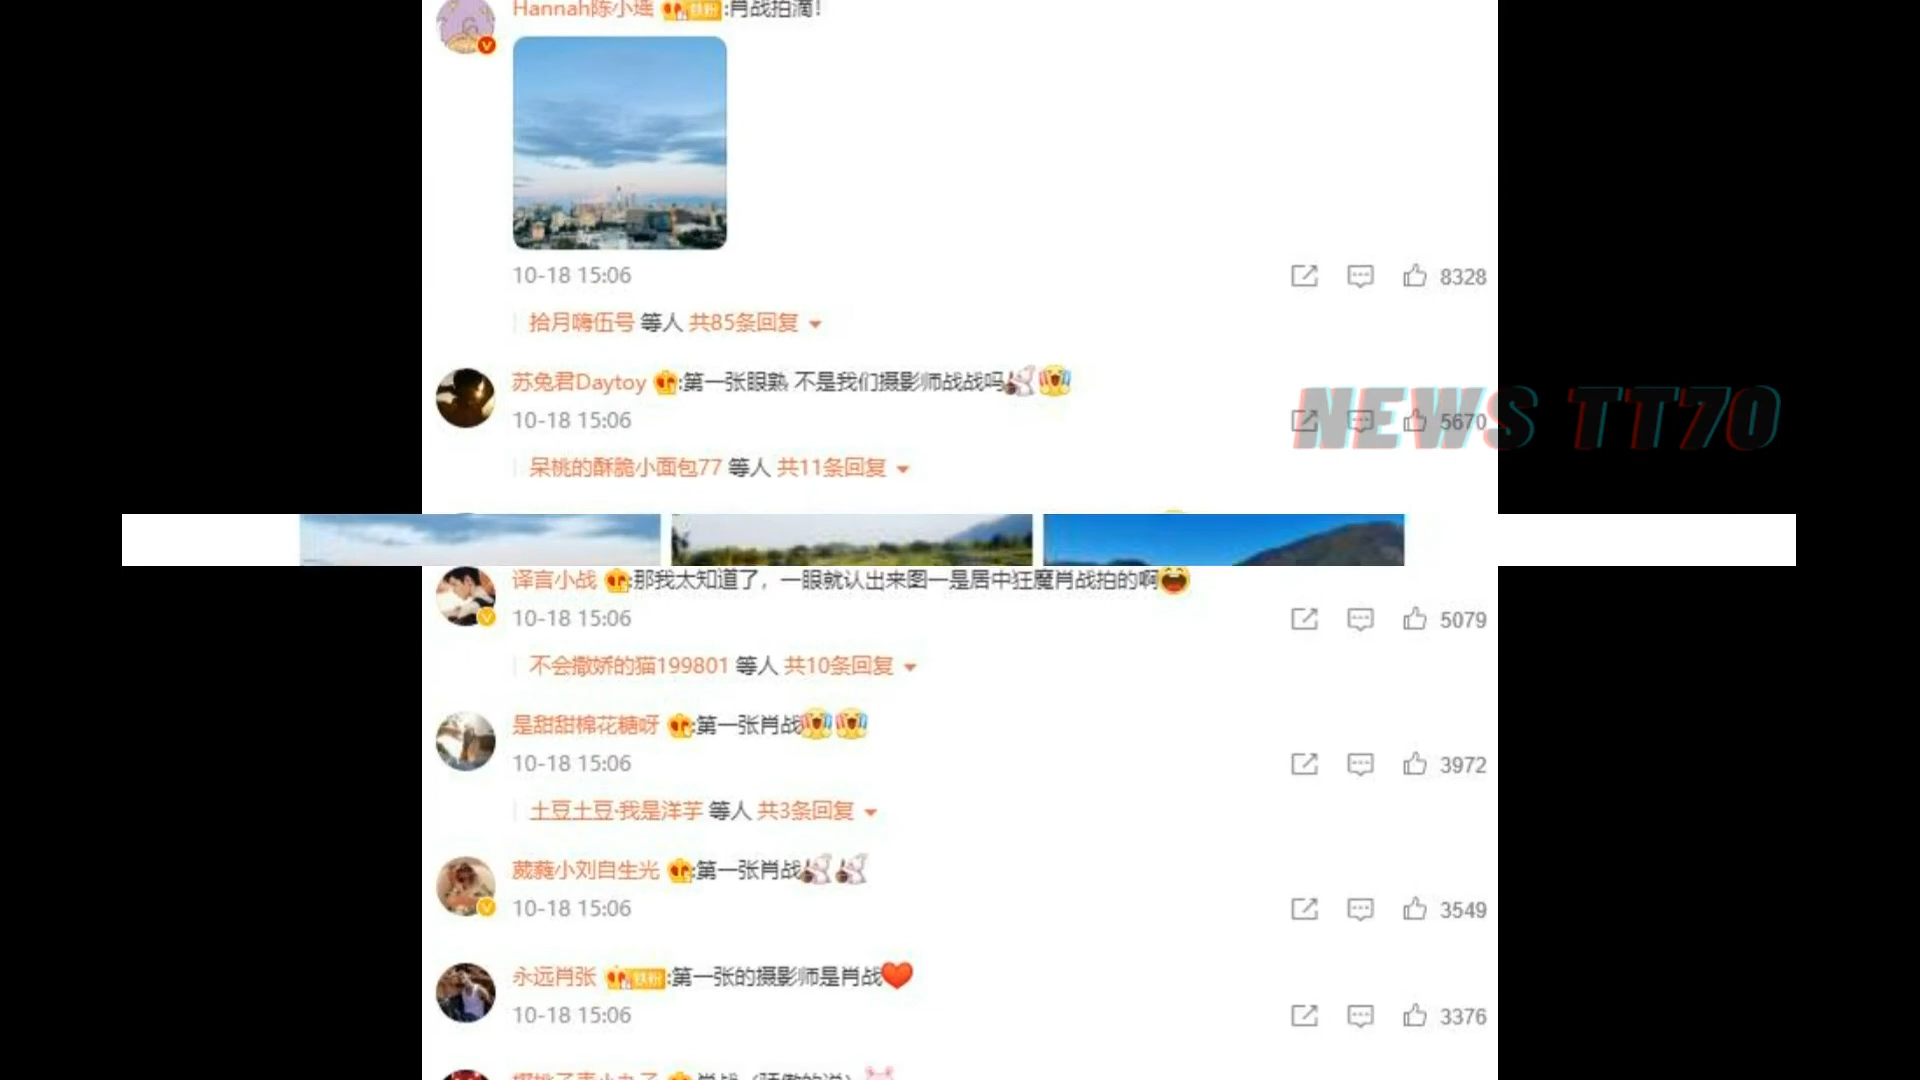 Hannah陈小瑶 铁粉:肖战拍滴!
10-18 15:06
8328
拾月嗨伍号 等人 共85条回复
苏兔君Daytoy :第一张眼熟 不是我们摄影师战战吗
10-18 15:06
5670
NEWS TT70
呆桃的酥脆小面包77 等人 共11条回复
译言小战 :那我太知道了，一眼就认出来图一是居中狂魔肖战拍的啊
10-18 15:06
5079
不会撒娇的猫199801 等人 共10条回复
是甜甜棉花糖呀 :第一张肖战
10-18 15:06
3972
土豆土豆·我是洋芋 等人 共3条回复
葳蕤小刘自生光 :第一张肖战
10-18 15:06
3549
永远肖张 铁粉:第一张的摄影师是肖战
10-18 15:06
3376